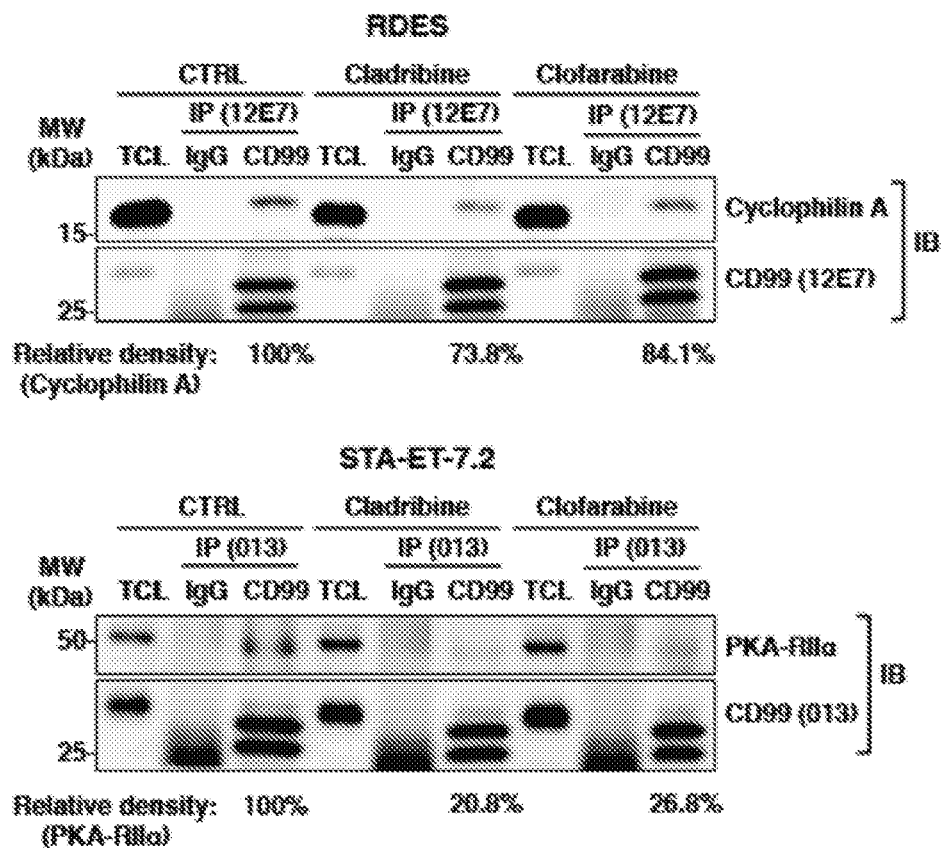 RDES
CTRL Cladribine Clofarabine
IP (12E7) IP (12E7) IP (12E7)
MW
(kDa) TCL IgG CD99 TCL IgG CD99 TCL IgG CD99
Cyclophilin A
15-
IB
CD99 (12E7)
25-
Relative density: 100% 73.8% 84.1%
(Cyclophilin A)
STA-ET-7.2
CTRL Cladribine Clofarabine
IP (013) IP (013) IP (013)
MW
(kDa) TCL IgG CD99 TCL IgG CD99 TCL IgG CD99
50- PKA-RIIα
IB
CD99 (013)
25-
Relative density: 100% 20.8% 26.8%
(PKA-RIIα)